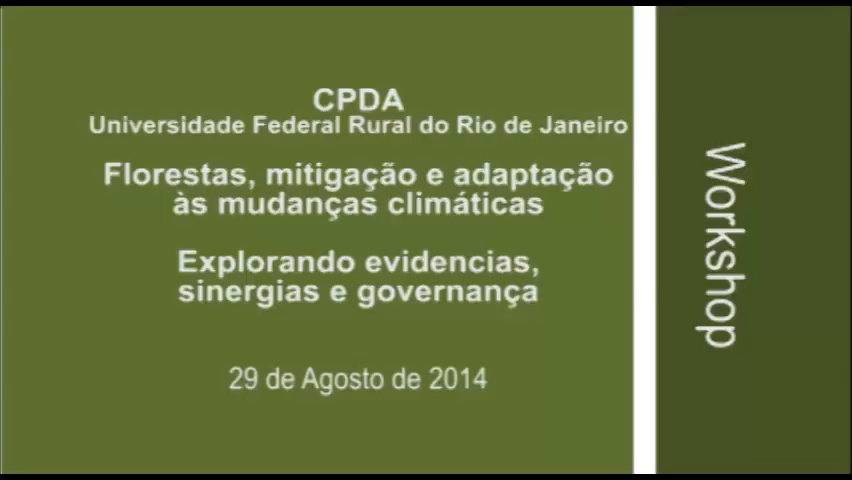 CPDA
Universidade Federal Rural do Rio de Janeiro
Florestas, mitigação e adaptação
às mudanças climáticas
Explorando evidencias,
sinergias e governança
29 de Agosto de 2014
Workshop